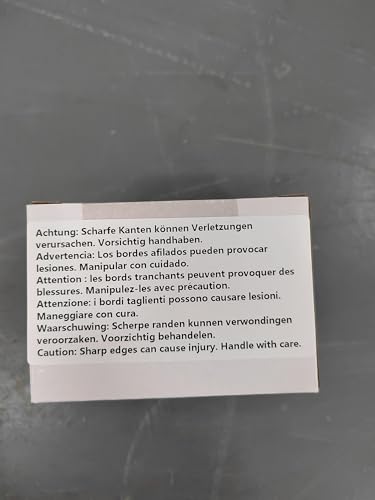 Achtung: Scharfe Kanten können Verletzungen
verursachen. Vorsichtig handhaben.
Advertencia: Los bordes afilados pueden provocar
lesiones. Manipular con cuidado.
Attention : les bords tranchants peuvent provoquer des
blessures. Manipulez-les avec précaution.
Attenzione: i bordi taglienti possono causare lesioni.
Maneggiare con cura.
Waarschuwing: Scherpe randen kunnen verwondingen
veroorzaken. Voorzichtig behandelen.
Caution: Sharp edges can cause injury. Handle with care.